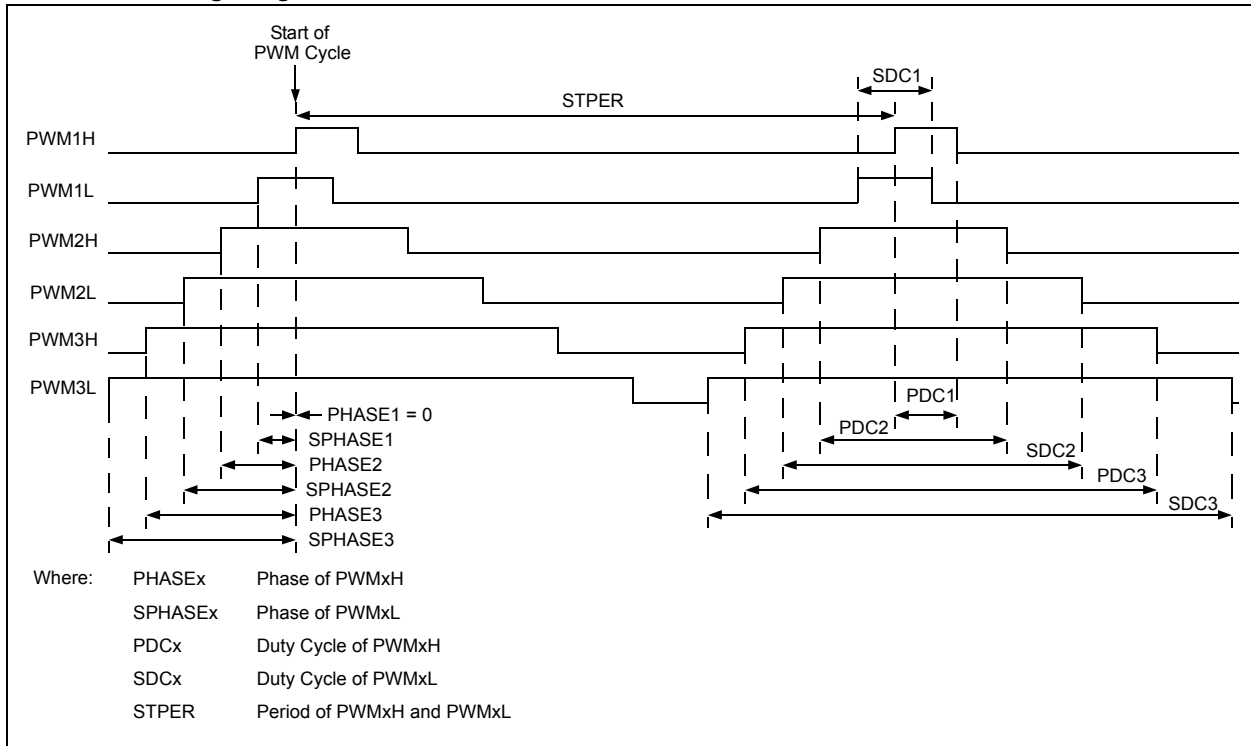 Start of
PWM Cycle
SDC1
STPER
PWM1H
PWM1L
PWM2H
PWM2L
PWM3H
PWM3L
PHASE1 = 0
SPHASE1
PHASE2
SPHASE2
PHASE3
SPHASE3
PDC1
PDC2
SDC2
PDC3
SDC3
Where: PHASEx Phase of PWMxH
SPHASEx Phase of PWMxL
PDCx Duty Cycle of PWMxH
SDCx Duty Cycle of PWMxL
STPER Period of PWMxH and PWMxL